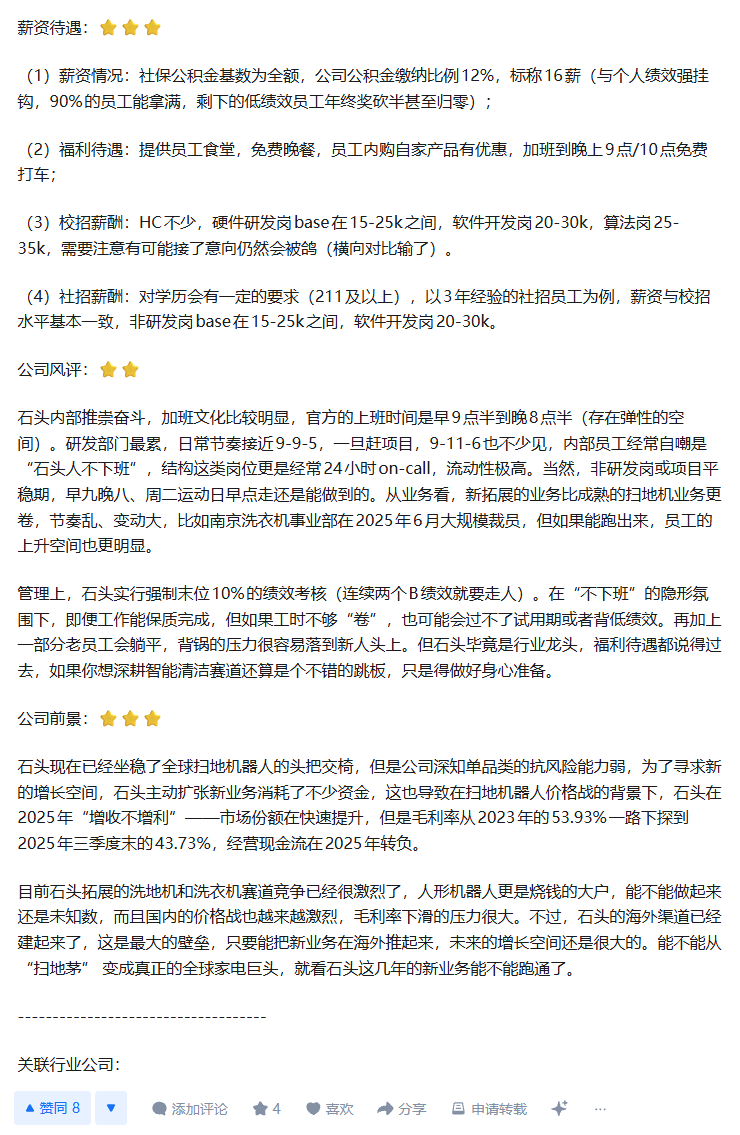 薪资待遇：⭐⭐⭐
（1）薪资情况：社保公积金基数为全额，公司公积金缴纳比例12%，标称16薪（与个人绩效强挂
钩，90%的员工能拿满，剩下的低绩效员工年终奖砍半甚至归零）；
（2）福利待遇：提供员工食堂，免费晚餐，员工内购自家产品有优惠，加班到晚上9点/10点免费
打车；
（3）校招薪酬：HC不少，硬件研发岗base在15-25k之间，软件开发岗20-30k，算法岗25-
35k，需要注意有可能接了意向仍然会被鸽（横向对比输了）。
（4）社招薪酬：对学历会有一定的要求（211及以上），以3年经验的社招员工为例，薪资与校招
水平基本一致，非研发岗base在15-25k之间，软件开发岗20-30k。
公司风评：⭐⭐
石头内部推崇奋斗，加班文化比较明显，官方的上班时间是早9点半到晚8点半（存在弹性的空
间）。研发部门最累，日常节奏接近9-9-5，一旦赶项目，9-11-6也不少见，内部员工经常自嘲是
“石头人不下班”，结构这类岗位更是经常24小时on-call，流动性极高。当然，非研发岗或项目平
稳期，早九晚八、周二运动日早点走还是能做到的。从业务看，新拓展的业务比成熟的扫地机业务更
卷，节奏乱、变动大，比如南京洗衣机事业部在2025年6月大规模裁员，但如果能跑出来，员工的
上升空间也更明显。
管理上，石头实行强制末位10%的绩效考核（连续两个B绩效就要走人）。在“不下班”的隐形氛
围下，即便工作能保质完成，但如果工时不够“卷”，也可能会过不了试用期或者背低绩效。再加上
一部分老员工会躺平，背锅的压力很容易落到新人头上。但石头毕竟是行业龙头，福利待遇都说得过
去，如果你想深耕智能清洁赛道还算是个不错的跳板，只是得做好身心准备。
公司前景：⭐⭐⭐
石头现在已经坐稳了全球扫地机器人的头把交椅，但是公司深知单品类的抗风险能力弱，为了寻求新
的增长空间，石头主动扩张新业务消耗了不少资金，这也导致在扫地机器人价格战的背景下，石头在
2025年“增收不增利”——市场份额在快速提升，但是毛利率从2023年的53.93%一路下探到
2025年三季度末的43.73%，经营现金流在2025年转负。
目前石头拓展的洗地机和洗衣机赛道竞争已经很激烈了，人形机器人更是烧钱的大户，能不能做起来
还是未知数，而且国内的价格战也越来越激烈，毛利率下滑的压力很大。不过，石头的海外渠道已经
建起来了，这是最大的壁垒，只要能把新业务在海外推起来，未来的增长空间还是很大的。能不能从
“扫地茅” 变成真正的全球家电巨头，就看石头这几年的新业务能不能跑通了。
------------------------------------
关联行业公司：
赞同 8 添加评论 4 喜欢 分享 申请转载 ...